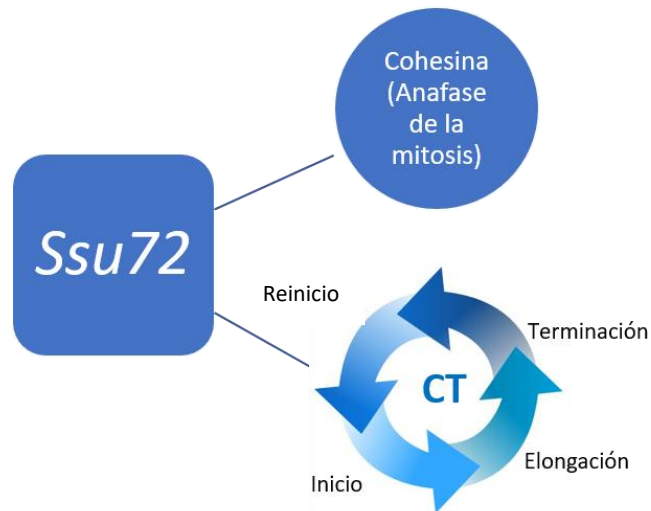 Cohesina
(Anafase
de la
mitosis)
Ssu72
Reinicio
Terminación
CT
Elongación
Inicio